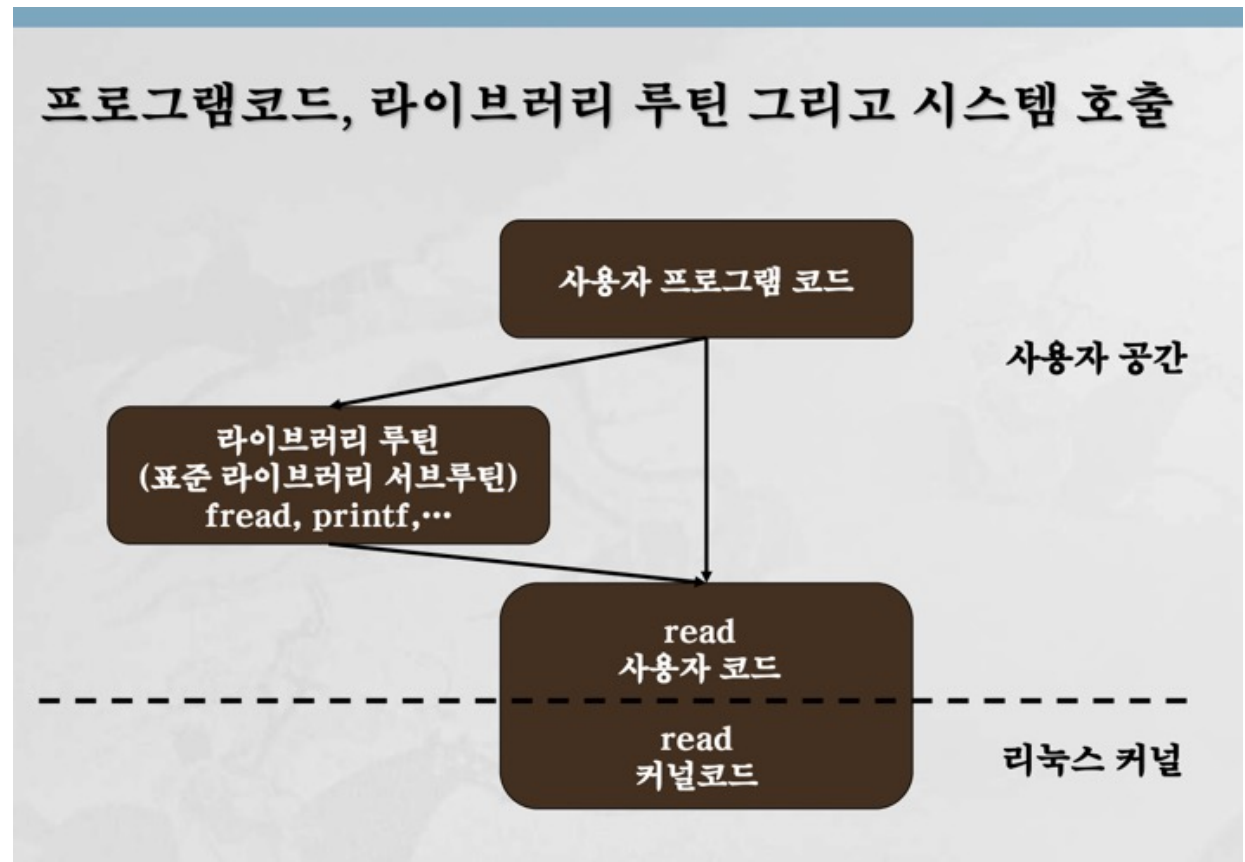 프로그램코드, 라이브러리 루틴 그리고 시스템 호출
사용자 프로그램 코드
사용자 공간
라이브러리 루틴
(표준 라이브러리 서브루틴)
fread, printf,⋯
read
사용자 코드
read
커널코드
리눅스 커널